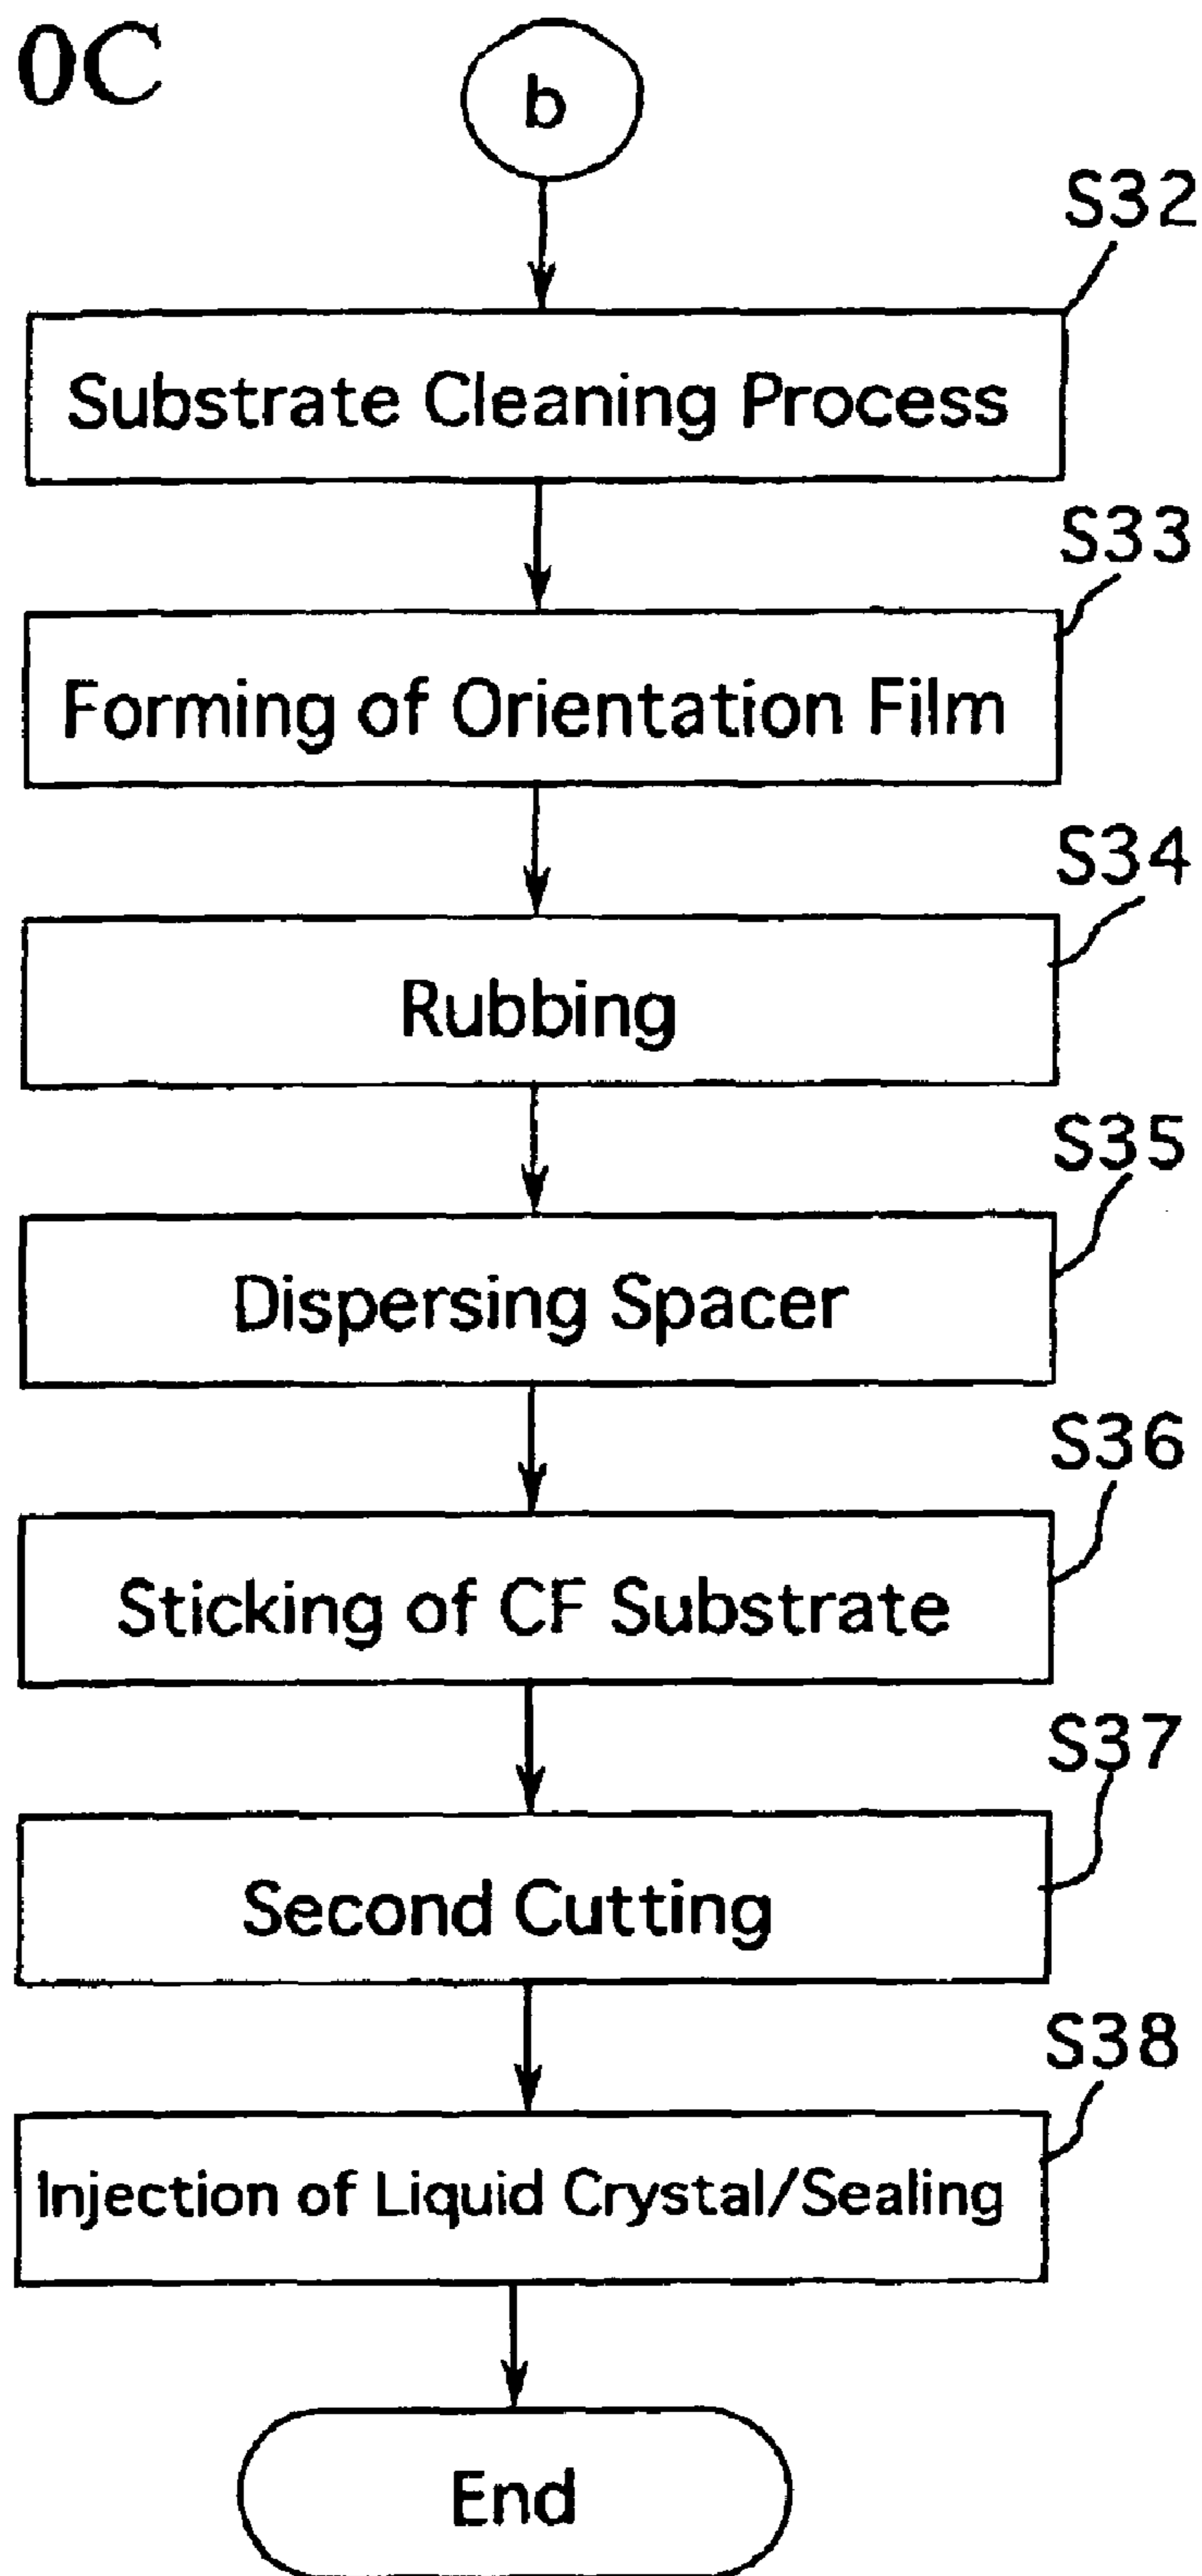 0C
b
S32
Substrate Cleaning Process
S33
Forming of Orientation Film
S34
Rubbing
S35
Dispersing Spacer
S36
Sticking of CF Substrate
S37
Second Cutting
S38
Injection of Liquid Crystal/Sealing
End